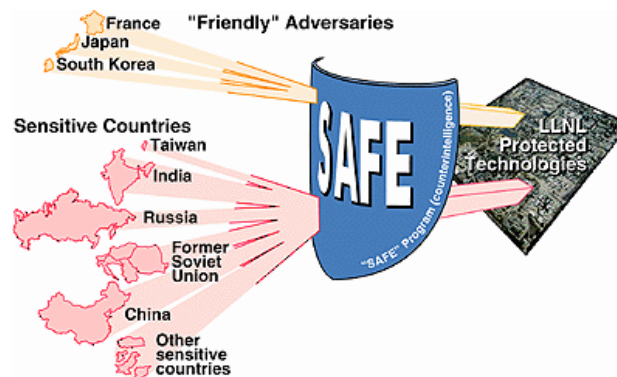 "Friendly" Adversaries
France
Japan
South Korea
Sensitive Countries
Taiwan
India
Russia
Former
Soviet
Union
China
Other
sensitive
countries
SAFE
"SAFE" Program (counterintelligence)
LLNL
Protected
Technologies